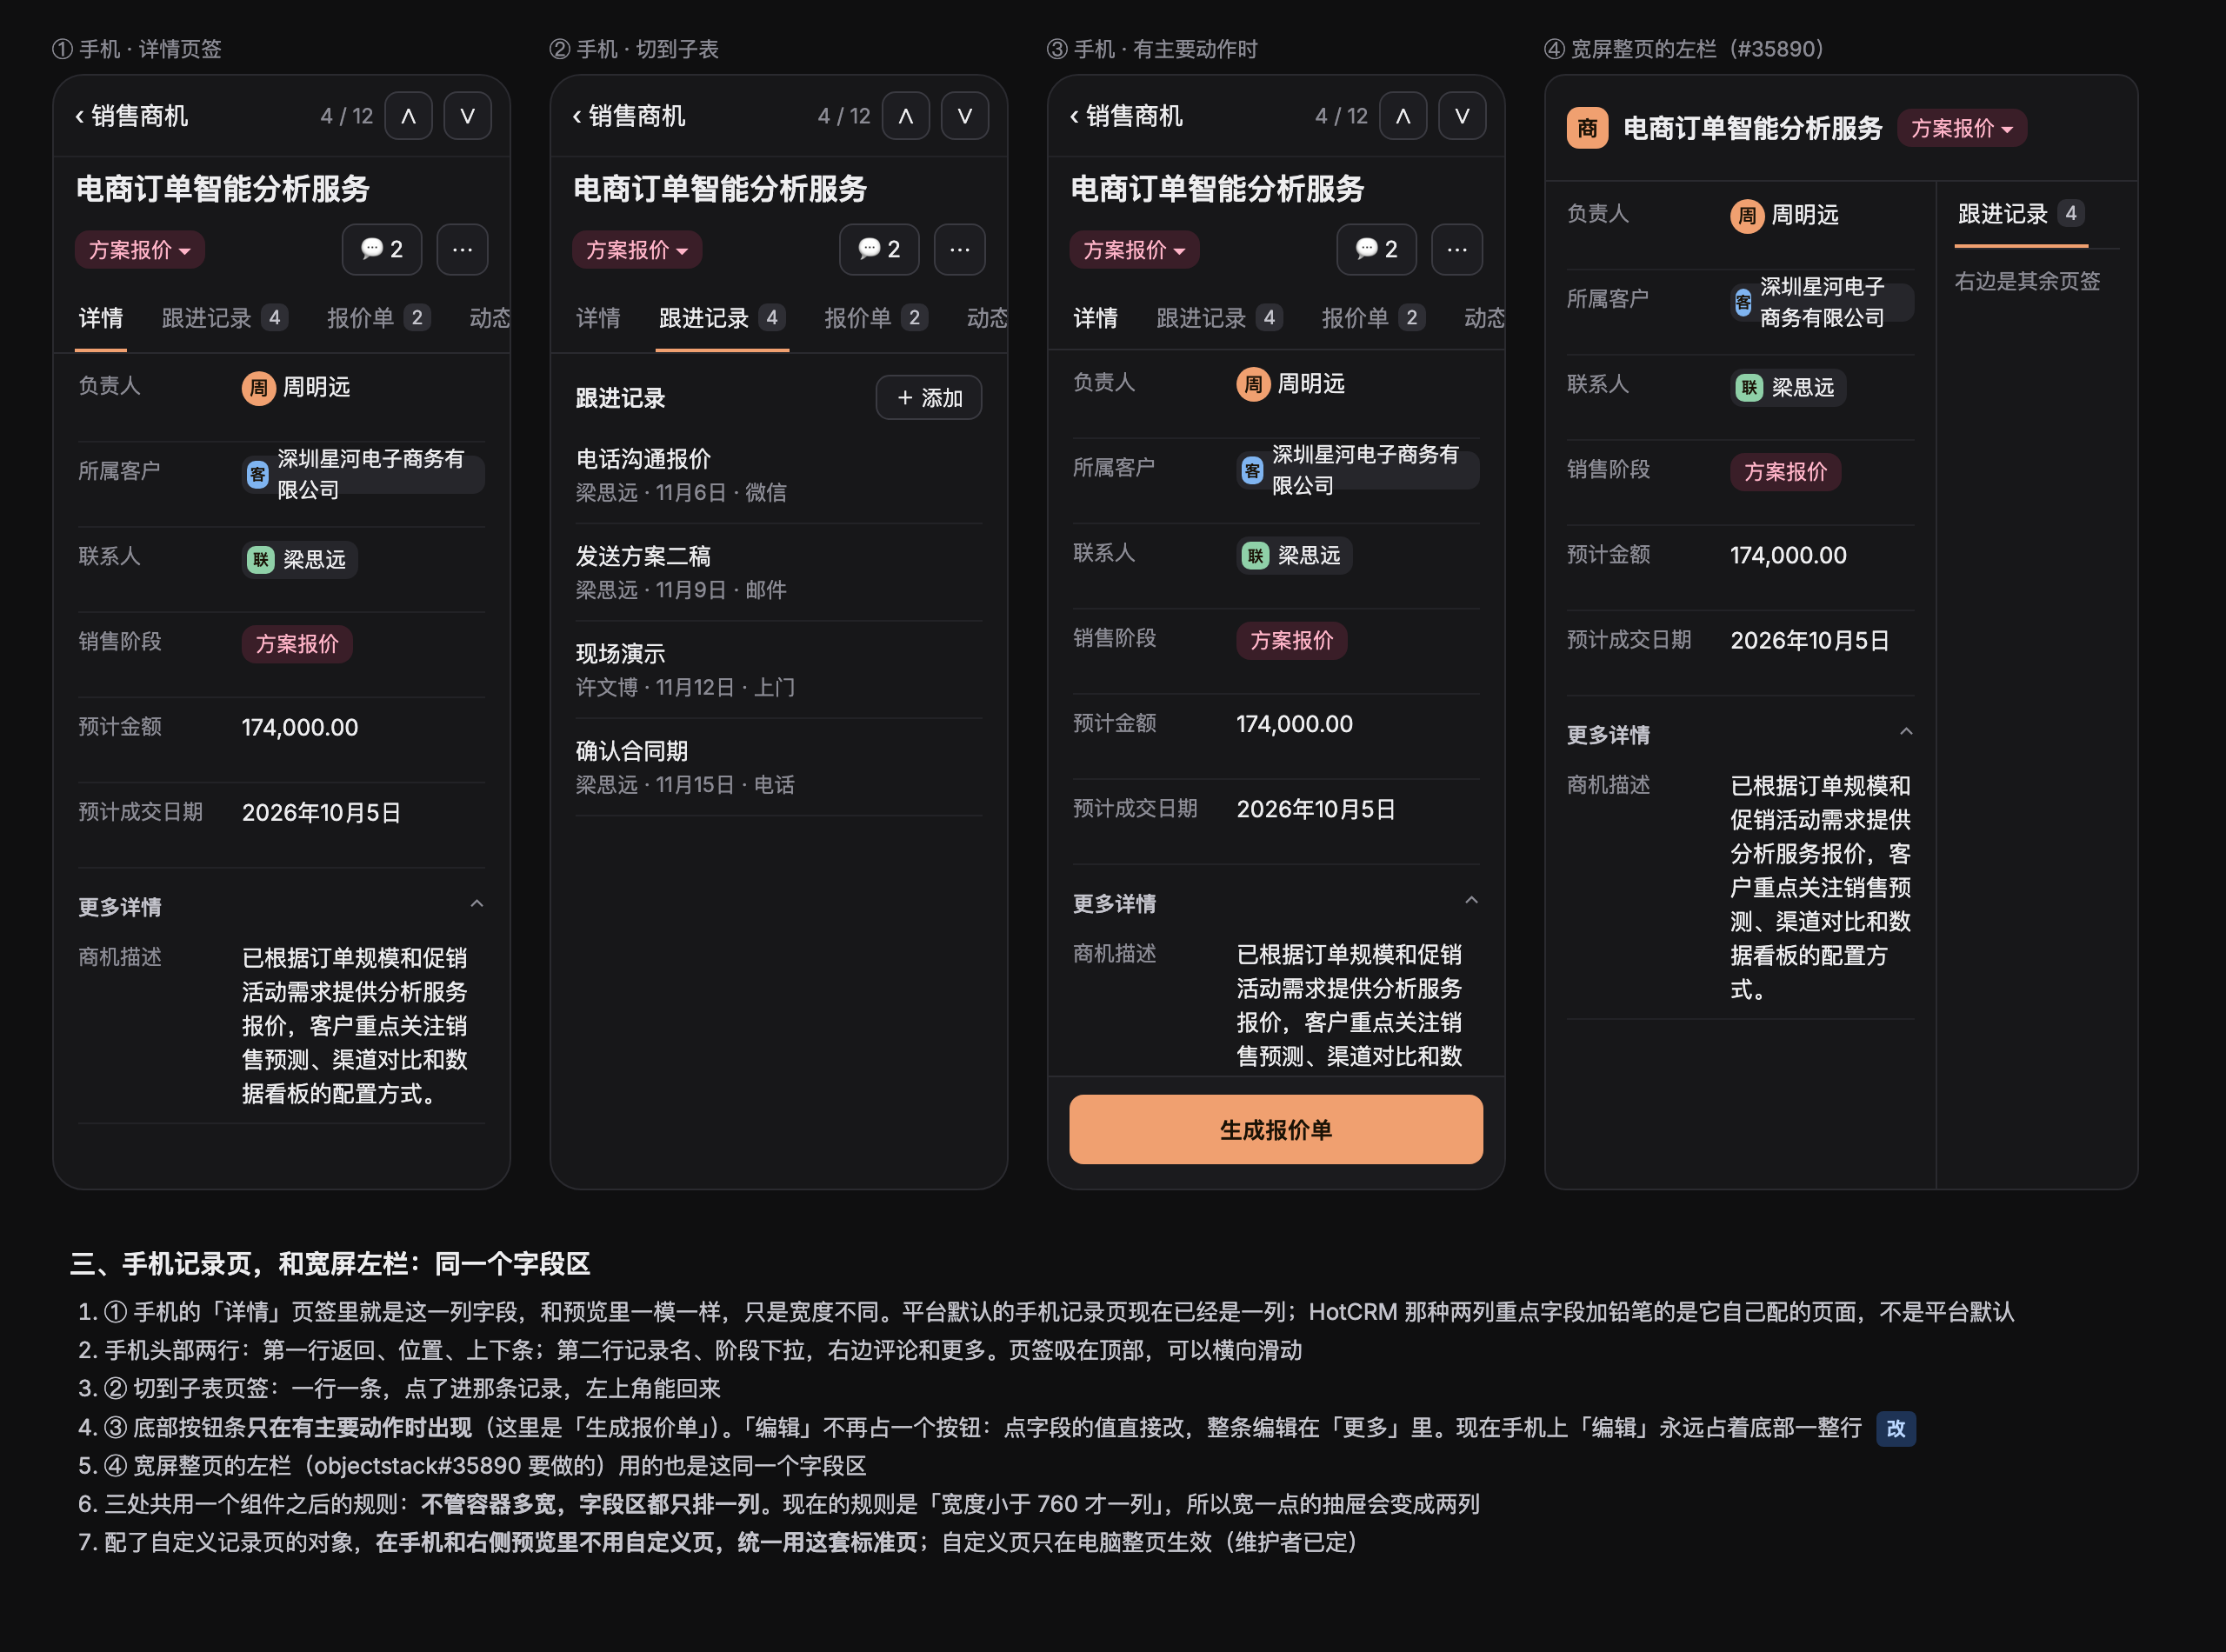 ① 手机 · 详情页签
‹ 销售商机 4 / 12
电商订单智能分析服务
方案报价 2 ···
详情 跟进记录 4 报价单 2 动态
负责人 周 周明远
所属客户 客 深圳星河电子商务有
限公司
联系人 联 梁思远
销售阶段 方案报价
预计金额 174,000.00
预计成交日期 2026年10月5日
更多详情
商机描述 已根据订单规模和促销
活动需求提供分析服务
报价，客户重点关注销
售预测、渠道对比和数
据看板的配置方式。
② 手机 · 切到子表
‹ 销售商机 4 / 12
电商订单智能分析服务
方案报价 2 ···
详情 跟进记录 4 报价单 2 动态
跟进记录 + 添加
电话沟通报价
梁思远 · 11月6日 · 微信
发送方案二稿
梁思远 · 11月9日 · 邮件
现场演示
许文博 · 11月12日 · 上门
确认合同期
梁思远 · 11月15日 · 电话
③ 手机 · 有主要动作时
‹ 销售商机 4 / 12
电商订单智能分析服务
方案报价 2 ···
详情 跟进记录 4 报价单 2 动态
负责人 周 周明远
所属客户 客 深圳星河电子商务有
限公司
联系人 联 梁思远
销售阶段 方案报价
预计金额 174,000.00
预计成交日期 2026年10月5日
更多详情
商机描述 已根据订单规模和促销
活动需求提供分析服务
报价，客户重点关注销
售预测、渠道对比和数
生成报价单
④ 宽屏整页的左栏（#35890）
商 电商订单智能分析服务 方案报价
负责人 周 周明远
所属客户 客 深圳星河电子
商务有限公司
联系人 联 梁思远
销售阶段 方案报价
预计金额 174,000.00
预计成交日期 2026年10月5日
更多详情
商机描述 已根据订单规模和
促销活动需求提供
分析服务报价，客
户重点关注销售预
测、渠道对比和数
据看板的配置方
式。
跟进记录 4
右边是其余页签
三、手机记录页，和宽屏左栏：同一个字段区
1. ① 手机的「详情」页签里就是这一列字段，和预览里一模一样，只是宽度不同。平台默认的手机记录页现在已经是一列；HotCRM 那种两列重点字段加铅笔的是它自己配的页面，不是平台默认
2. 手机头部两行：第一行返回、位置、上下条；第二行记录名、阶段下拉，右边评论和更多。页签吸在顶部，可以横向滑动
3. ② 切到子表页签：一行一条，点了进那条记录，左上角能回来
4. ③ 底部按钮条只在有主要动作时出现（这里是「生成报价单」）。「编辑」不再占一个按钮：点字段的值直接改，整条编辑在「更多」里。现在手机上「编辑」永远占着底部一整行 改
5. ④ 宽屏整页的左栏（objectstack#35890 要做的）用的也是这同一个字段区
6. 三处共用一个组件之后的规则：不管容器多宽，字段区都只排一列。现在的规则是「宽度小于 760 才一列」，所以宽一点的抽屉会变成两列
7. 配了自定义记录页的对象，在手机和右侧预览里不用自定义页，统一用这套标准页；自定义页只在电脑整页生效（维护者已定）